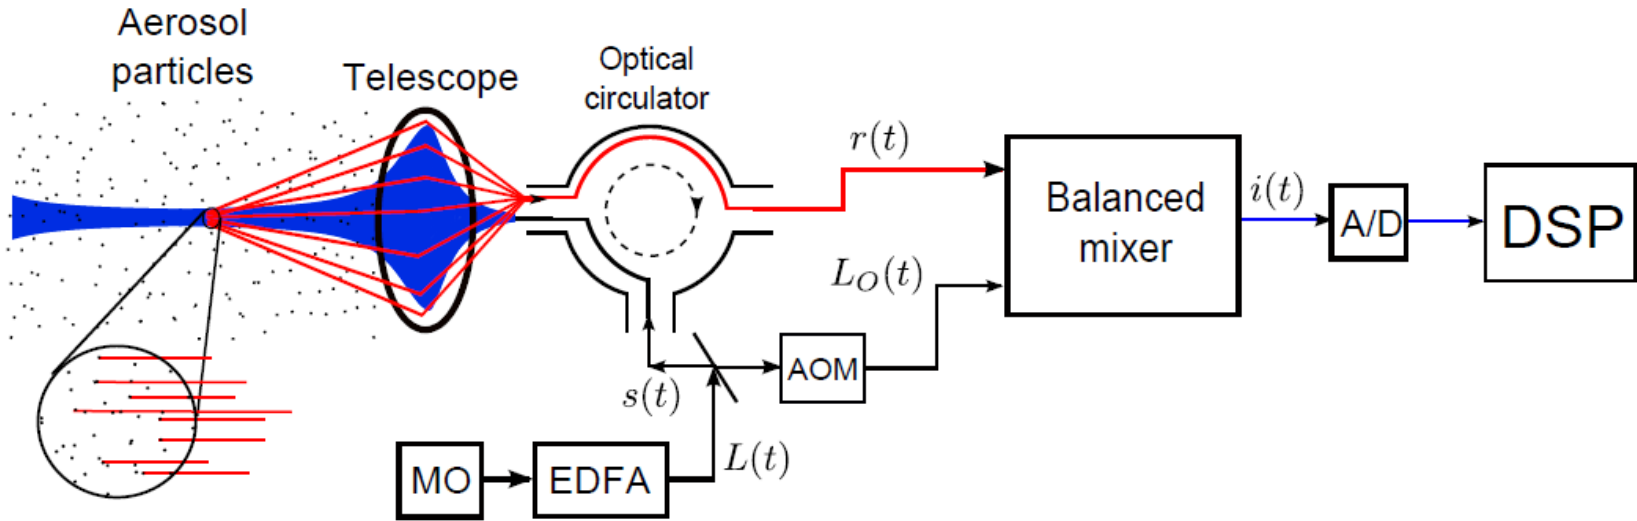 Aerosol
particles
Telescope
Optical
circulator
r(t)
Balanced
mixer
i(t)
A/D
DSP
L_O(t)
AOM
s(t)
L(t)
MO
EDFA